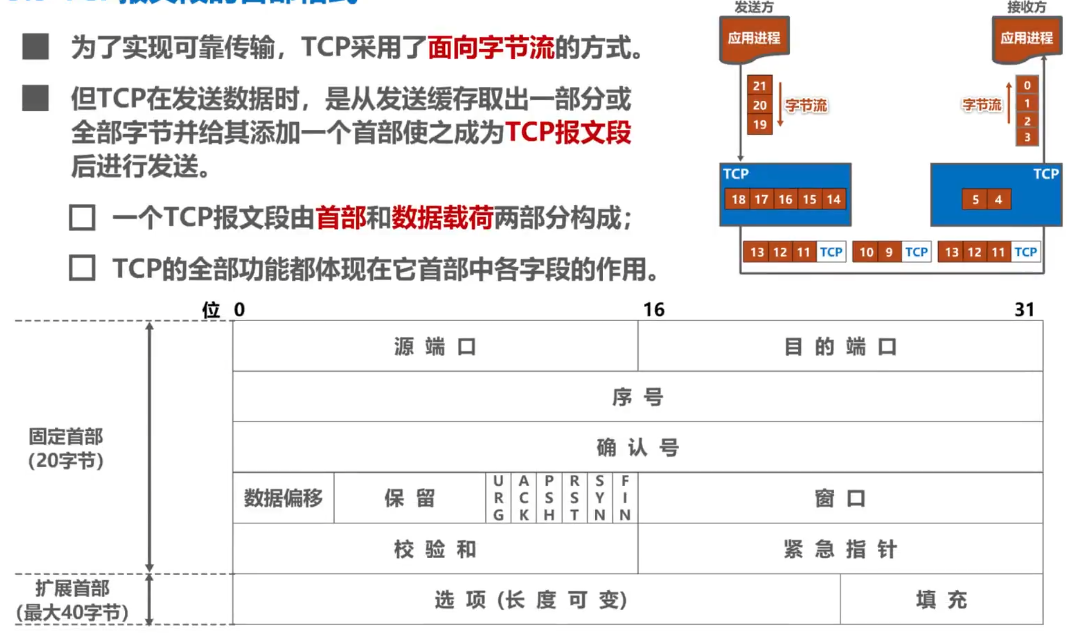 为了实现可靠传输，TCP采用了面向字节流的方式。
但TCP在发送数据时，是从发送缓存取出一部分或
全部字节并给其添加一个首部使之成为TCP报文段
后进行发送。
一个TCP报文段由首部和数据载荷两部分构成；
TCP的全部功能都体现在它首部中各字段的作用。
发送方
应用进程
21
20
19
字节流
TCP
18 17 16 15 14
接收方
应用进程
字节流
0
1
2
3
TCP
5 4
13 12 11 TCP 10 9 TCP 13 12 11 TCP
位 0 16 31
固定首部
(20字节)
源端口 目的端口
序号
确认号
数据偏移 保留 URG ACK PSH RST SYN FIN 窗口
校验和 紧急指针
扩展首部
(最大40字节)
选项 (长度可变) 填充